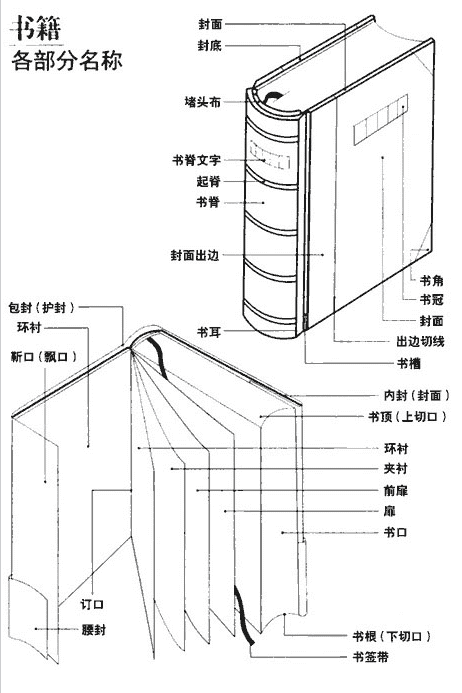 书籍
各部分名称
封面
封底
堵头布
书脊文字
起脊
书脊
封面出边
书耳
书角
书冠
封面
出边切线
书槽
包封(护封)
环衬
靳口(飘口)
内封(封面)
书顶(上切口)
环衬
夹衬
前扉
扉
书口
订口
腰封
书根(下切口)
书签带